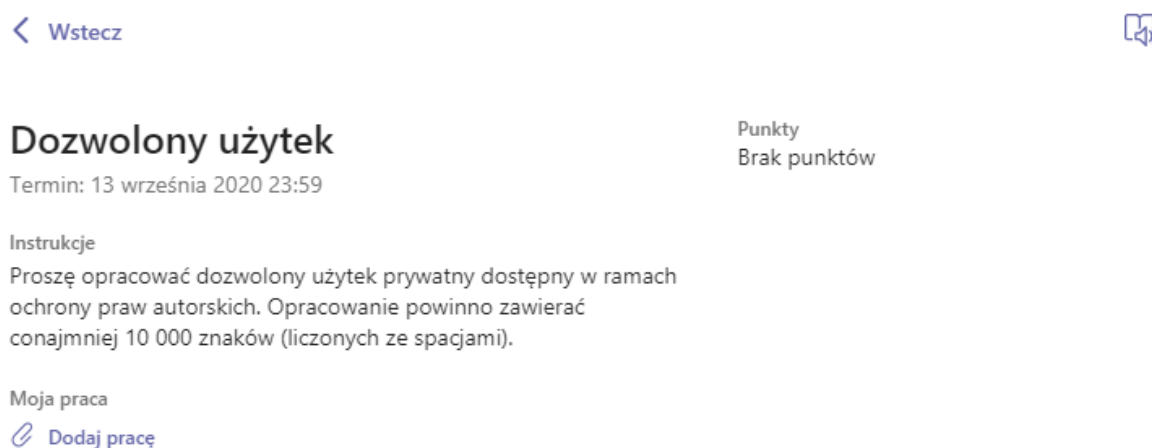 Wstecz
Dozwolony użytek
Termin: 13 września 2020 23:59
Punkty
Brak punktów
Instrukcje
Proszę opracować dozwolony użytek prywatny dostępny w ramach
ochrony praw autorskich. Opracowanie powinno zawierać
conajmniej 10 000 znaków (liczonych ze spacjami).
Moja praca
Dodaj pracę